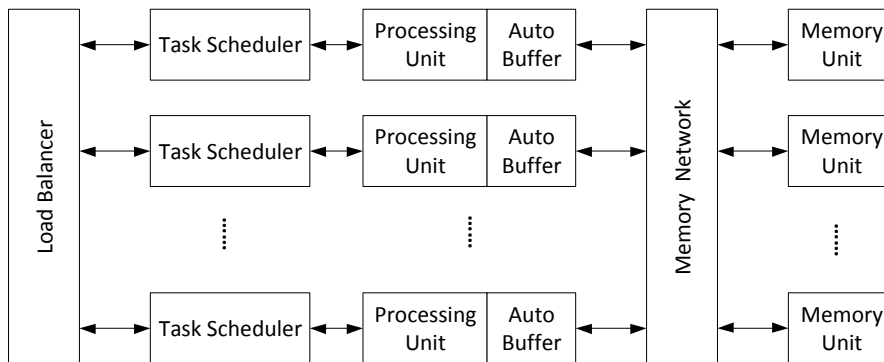 Load Balancer
Task Scheduler
Processing
Unit
Auto
Buffer
Memory Network
Memory
Unit
Task Scheduler
Processing
Unit
Auto
Buffer
Memory
Unit
Task Scheduler
Processing
Unit
Auto
Buffer
Memory
Unit